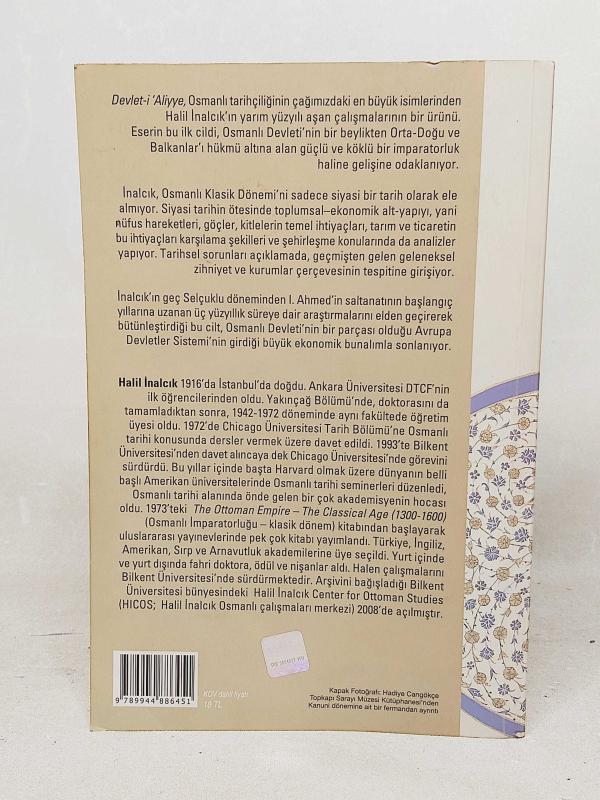 Devlet-i ‘Aliyye, Osmanlı tarihçiliğinin çağımızdaki en büyük isimlerinden
Halil İnalcık’ın yarım yüzyılı aşan çalışmalarının bir ürünü.
Eserin bu ilk cildi, Osmanlı Devleti’nin bir beylikten Orta-Doğu ve
Balkanlar’ı hükmü altına alan güçlü ve köklü bir imparatorluk
haline gelişine odaklanıyor.
İnalcık, Osmanlı Klasik Dönemi’ni sadece siyasi bir tarih olarak ele
almıyor. Siyasi tarihin ötesinde toplumsal–ekonomik alt-yapıyı, yani
nüfus hareketleri, göçler, kitlelerin temel ihtiyaçları, tarım ve ticaretin
bu ihtiyaçları karşılama şekilleri ve şehirleşme konularında da analizler
yapıyor. Tarihsel sorunları açıklamada, geçmişten gelen geleneksel
zihniyet ve kurumlar çerçevesinin tespitine girişiyor.
İnalcık’ın geç Selçuklu döneminden I. Ahmed’in saltanatının başlangıç
yıllarına uzanan üç yüzyıllık süreye dair araştırmalarını elden geçirerek
bütünleştirdiği bu cilt, Osmanlı Devleti’nin bir parçası olduğu Avrupa
Devletler Sistemi’nin girdiği büyük ekonomik bunalımla sonlanıyor.
Halil İnalcık 1916’da İstanbul’da doğdu. Ankara Üniversitesi DTCF’nin
ilk öğrencilerinden oldu. Yakınçağ Bölümü’nde, doktorasını da
tamamladıktan sonra, 1942-1972 döneminde aynı fakültede öğretim
üyesi oldu. 1972’de Chicago Üniversitesi Tarih Bölümü’ne Osmanlı
tarihi konusunda dersler vermek üzere davet edildi. 1993’te Bilkent
Üniversitesi’nden davet alıncaya dek Chicago Üniversitesi’nde görevini
sürdürdü. Bu yıllar içinde başta Harvard olmak üzere dünyanın belli
başlı Amerikan üniversitelerinde Osmanlı tarihi seminerleri düzenledi,
Osmanlı tarihi alanında önde gelen bir çok akademisyenin hocası
oldu. 1973’teki The Ottoman Empire – The Classical Age (1300-1600)
(Osmanlı İmparatorluğu – klasik dönem) kitabından başlayarak
uluslararası yayınevlerinde pek çok kitabı yayımlandı. Türkiye, İngiliz,
Amerikan, Sırp ve Arnavutluk akademilerine üye seçildi. Yurt içinde
ve yurt dışında fahri doktora, ödül ve nişanlar aldı. Halen çalışmalarını
Bilkent Üniversitesi’nde sürdürmektedir. Arşivini bağışladığı Bilkent
Üniversitesi bünyesindeki Halil İnalcık Center for Ottoman Studies
(HICOS; Halil İnalcık Osmanlı çalışmaları merkezi) 2008’de açılmıştır.
KDV dahil fiyatı
18 TL
9 789944 886451
Kapak Fotoğrafı: Hadiye Cangökçe
Topkapı Sarayı Müzesi Kütüphanesi’nden
Kanuni dönemine ait bir fermandan ayrıntı